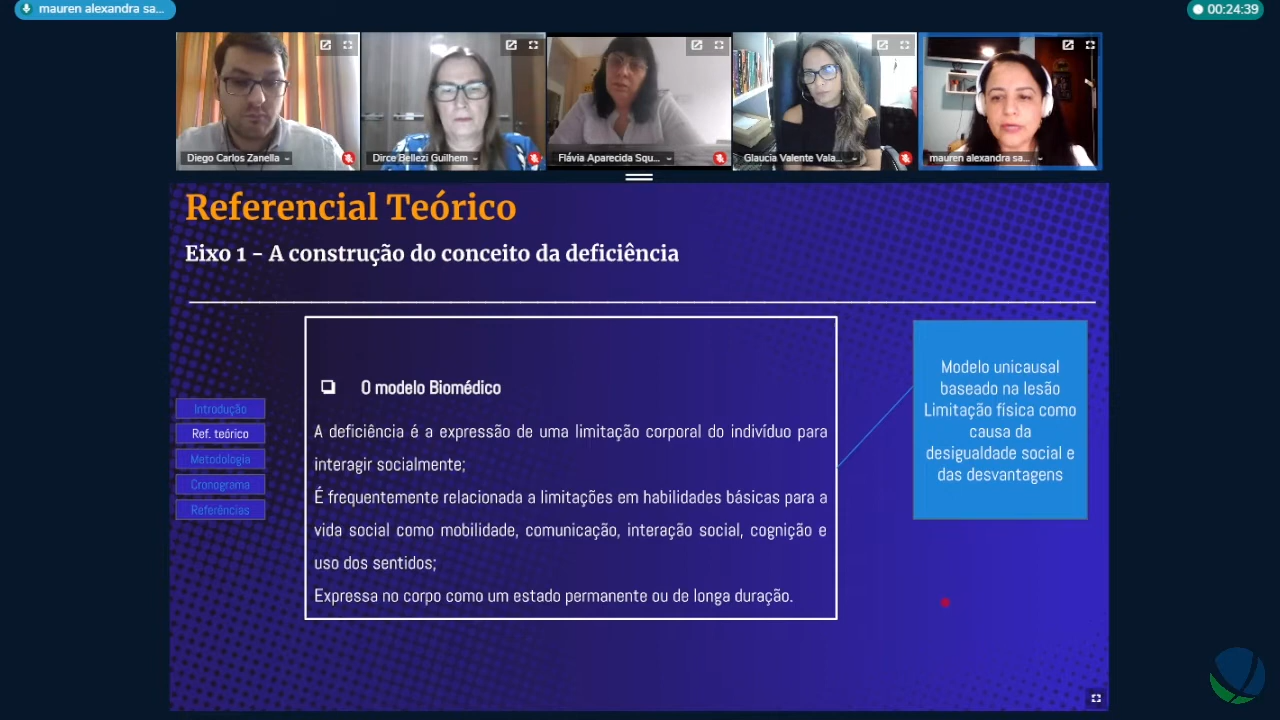 mauren alexandra sa...
00:24:39
Diego Carlos Zanella
Dirce Bellezi Guilhem
Flávia Aparecida Squ...
Glaucia Valente Vala...
mauren alexandra sa...
Referencial Teórico
Eixo 1 - A construção do conceito da deficiência
Introdução
Ref. teórico
Metodologia
Cronograma
Referências
O modelo Biomédico
A deficiência é a expressão de uma limitação corporal do indivíduo para
interagir socialmente;
É frequentemente relacionada a limitações em habilidades básicas para a
vida social como mobilidade, comunicação, interação social, cognição e
uso dos sentidos;
Expressa no corpo como um estado permanente ou de longa duração.
Modelo unicausal
baseado na lesão
Limitação física como
causa da
desigualdade social e
das desvantagens